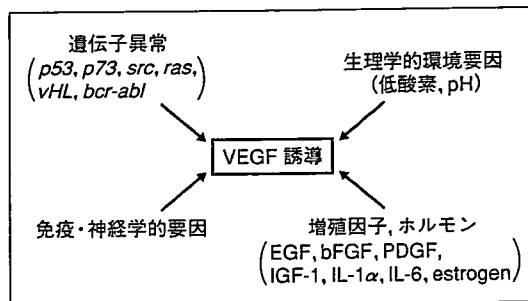 遺伝子異常
(p53, p73, src, ras,
vHL, bcr-abl)
生理学的環境要因
(低酸素, pH)
VEGF 誘導
免疫・神経学的要因
増殖因子, ホルモン
(EGF, bFGF, PDGF,
IGF-1, IL-1α, IL-6, estrogen)